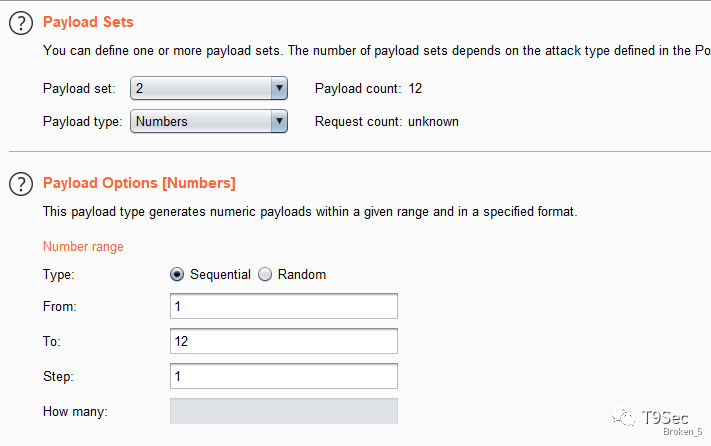 Payload Sets
You can define one or more payload sets. The number of payload sets depends on the attack type defined in the Po
Payload set: 2 Payload count: 12
Payload type: Numbers Request count: unknown
Payload Options [Numbers]
This payload type generates numeric payloads within a given range and in a specified format.
Number range
Type: Sequential Random
From: 1
To: 12
Step: 1
How many:
T9Sec
Broken_5